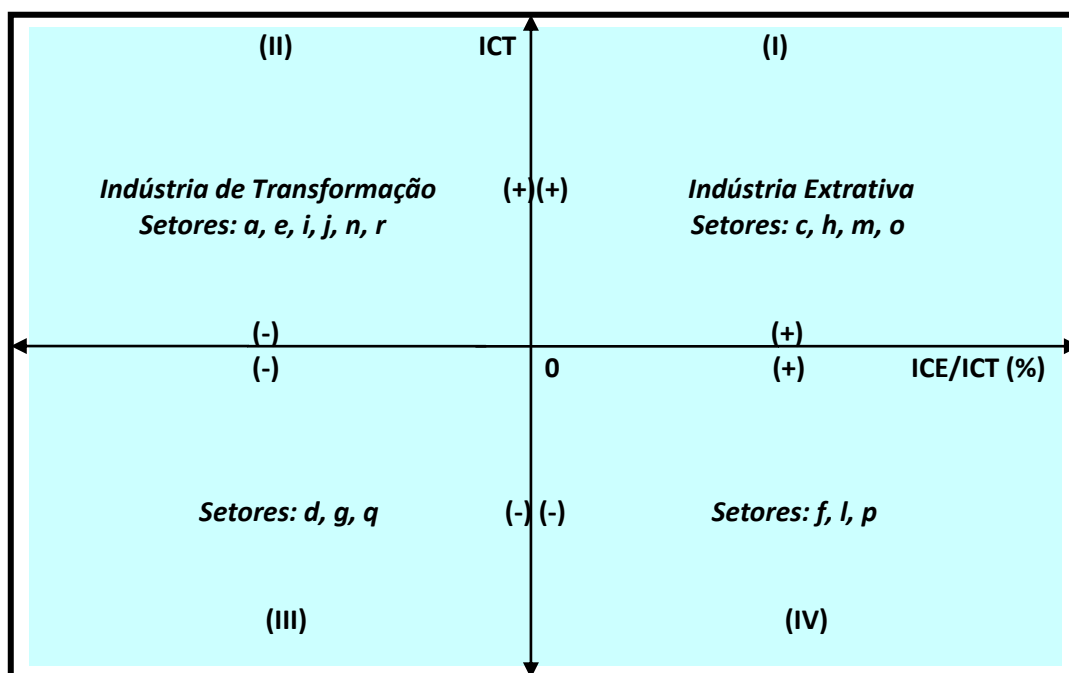 (II) ICT (I)
Indústria de Transformação (+)(+) Indústria Extrativa
Setores: a, e, i, j, n, r Setores: c, h, m, o
(-) (+)
(-) 0 (+) ICE/ICT (%)
Setores: d, g, q (-) (-) Setores: f, l, p
(III) (IV)